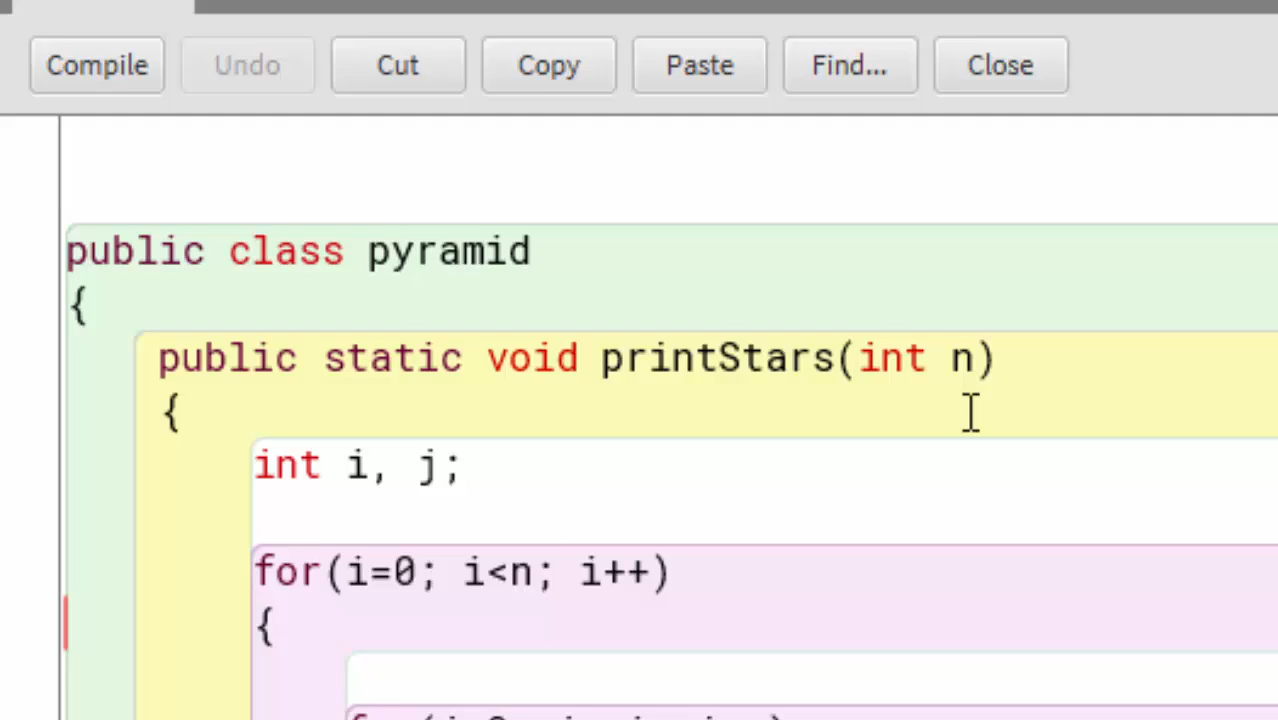 Compile Undo Cut Copy Paste Find... Close
public class pyramid
{
public static void printStars(int n)
{
int i, j;
for(i=0; i<n; i++)
{